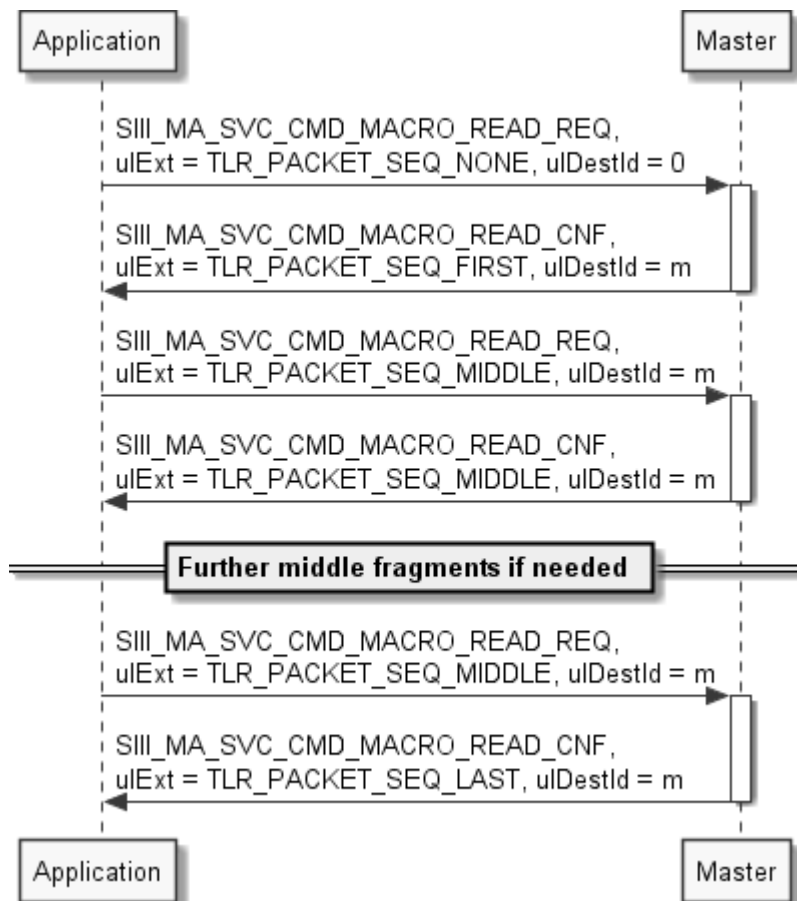 Application Master
SIII_MA_SVC_CMD_MACRO_READ_REQ,
ulExt = TLR_PACKET_SEQ_NONE, ulDestId = 0
SIII_MA_SVC_CMD_MACRO_READ_CNF,
ulExt = TLR_PACKET_SEQ_FIRST, ulDestId = m
SIII_MA_SVC_CMD_MACRO_READ_REQ,
ulExt = TLR_PACKET_SEQ_MIDDLE, ulDestId = m
SIII_MA_SVC_CMD_MACRO_READ_CNF,
ulExt = TLR_PACKET_SEQ_MIDDLE, ulDestId = m
Further middle fragments if needed
SIII_MA_SVC_CMD_MACRO_READ_REQ,
ulExt = TLR_PACKET_SEQ_MIDDLE, ulDestId = m
SIII_MA_SVC_CMD_MACRO_READ_CNF,
ulExt = TLR_PACKET_SEQ_LAST, ulDestId = m
Application Master